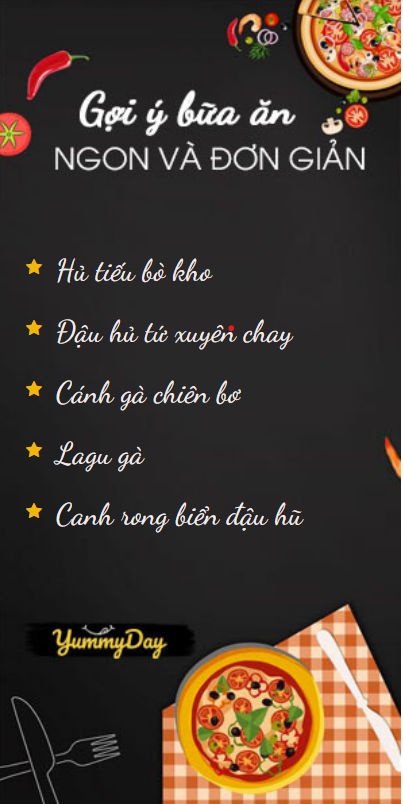 Gợi ý bữa ăn
NGON VÀ ĐƠN GIẢN
Hủ tiếu bò kho
Đậu hủ tứ xuyên chay
Cánh gà chiên bơ
Lagu gà
Canh rong biển đậu hũ
YummyDay